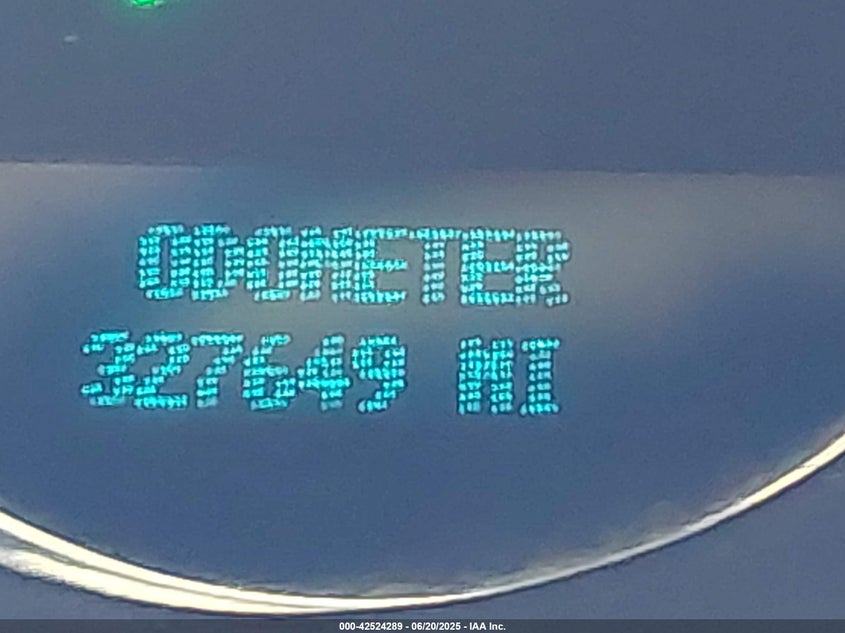 ODOMETER
327649 MI
000-42524289 - 06/20/2025 - IAA Inc.